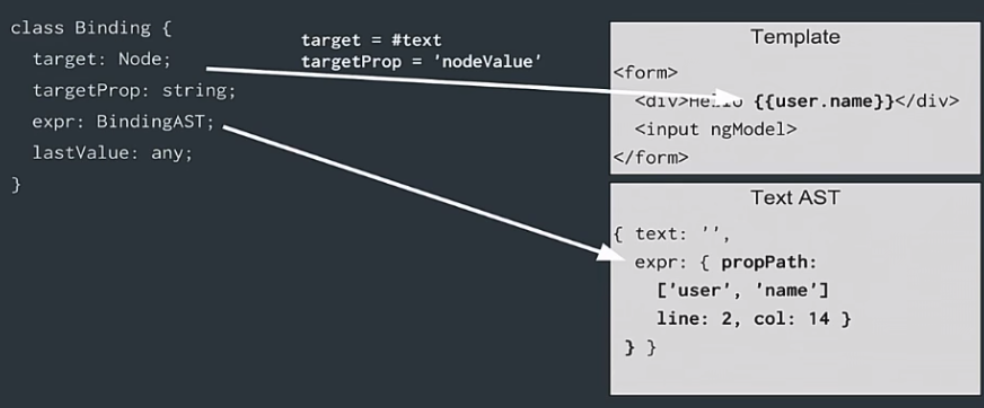 class Binding {
target: Node;
targetProp: string;
expr: BindingAST;
lastValue: any;
}
target = #text
targetProp = 'nodeValue'
Template
<form>
<div>Hello {{user.name}}</div>
<input ngModel>
</form>
Text AST
{ text: '',
expr: { propPath:
['user', 'name']
line: 2, col: 14 }
} }